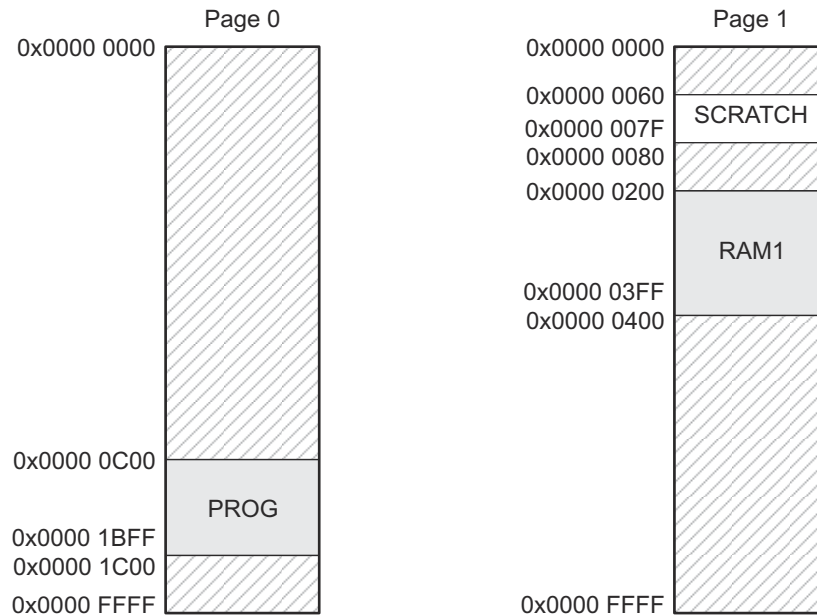 Page 0
0x0000 0000
0x0000 0C00
PROG
0x0000 1BFF
0x0000 1C00
0x0000 FFFF
Page 1
0x0000 0000
0x0000 0060
SCRATCH
0x0000 007F
0x0000 0080
0x0000 0200
RAM1
0x0000 03FF
0x0000 0400
0x0000 FFFF